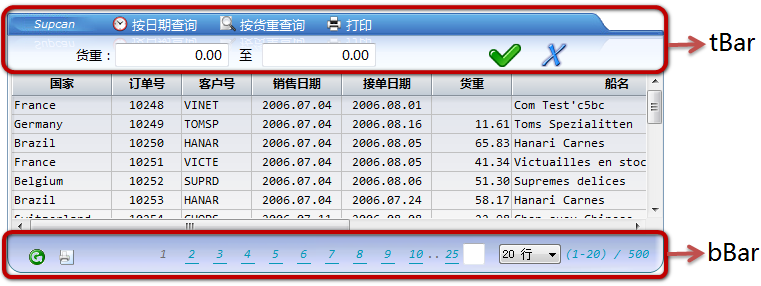 Supcan 按日期查询 按货重查询 打印
货重： 0.00 至 0.00
tBar
国家 订单号 客户号 销售日期 接单日期 货重 船名
France 10248 VINET 2006.07.04 2006.08.01 Com Test'c5bc
Germany 10249 TOMSP 2006.07.04 2006.08.16 11.61 Toms Spezialitten
Brazil 10250 HANAR 2006.07.04 2006.08.05 65.83 Hanari Carnes
France 10251 VICTE 2006.07.04 2006.08.05 41.34 Victuailles en stoc
Belgium 10252 SUPRD 2006.07.04 2006.08.06 51.30 Supremes delices
Brazil 10253 HANAR 2006.07.04 2006.07.24 58.17 Hanari Carnes
1 2 3 4 5 6 7 8 9 10 .. 25 20 行 (1-20) / 500
bBar